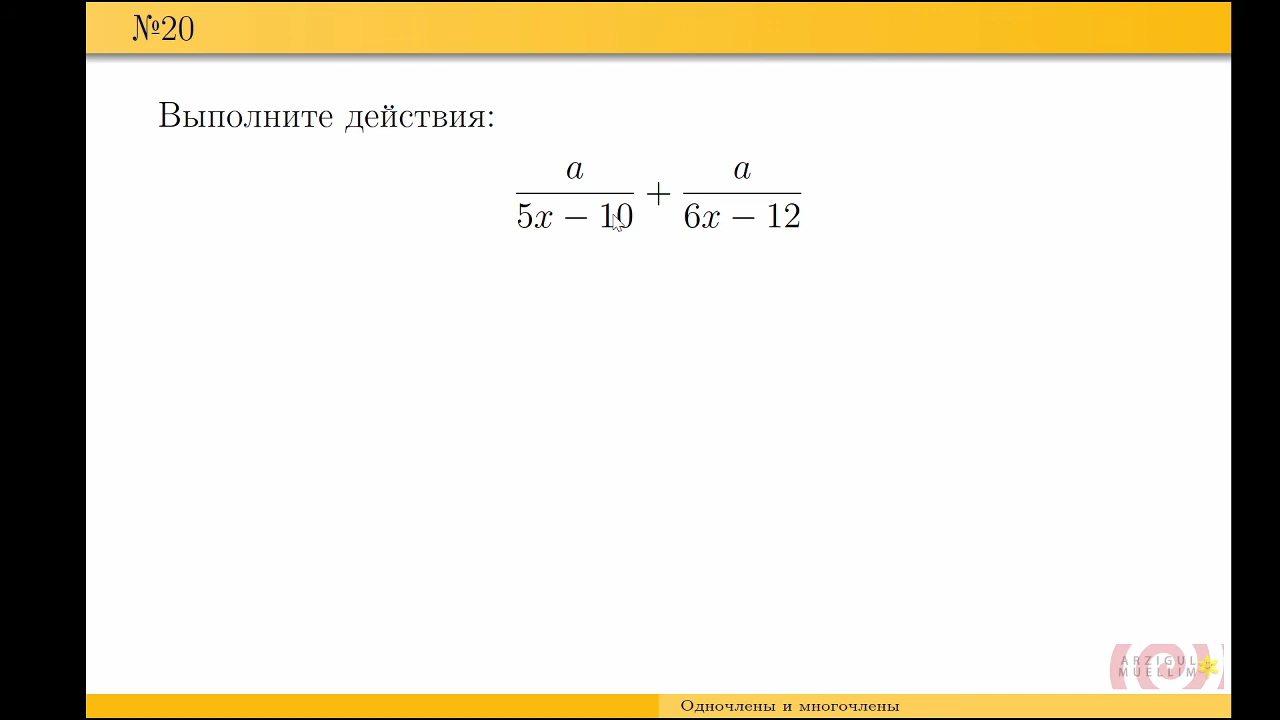 №20
Выполните действия:
a/(5x − 10) + a/(6x − 12)
ARZIGUL
MUELLIM
Одночлены и многочлены